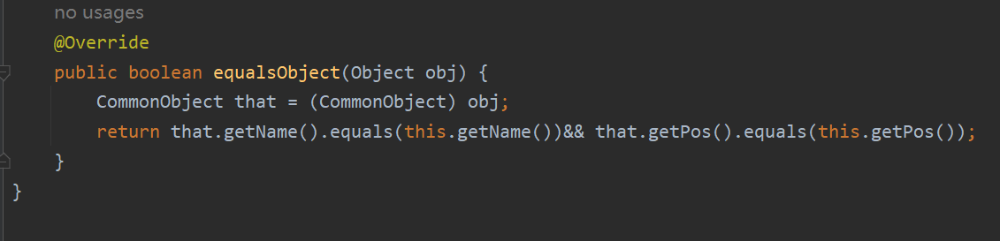 no usages
@Override
public boolean equalsObject(Object obj) {
CommonObject that = (CommonObject) obj;
return that.getName().equals(this.getName())&& that.getPos().equals(this.getPos());
}
}